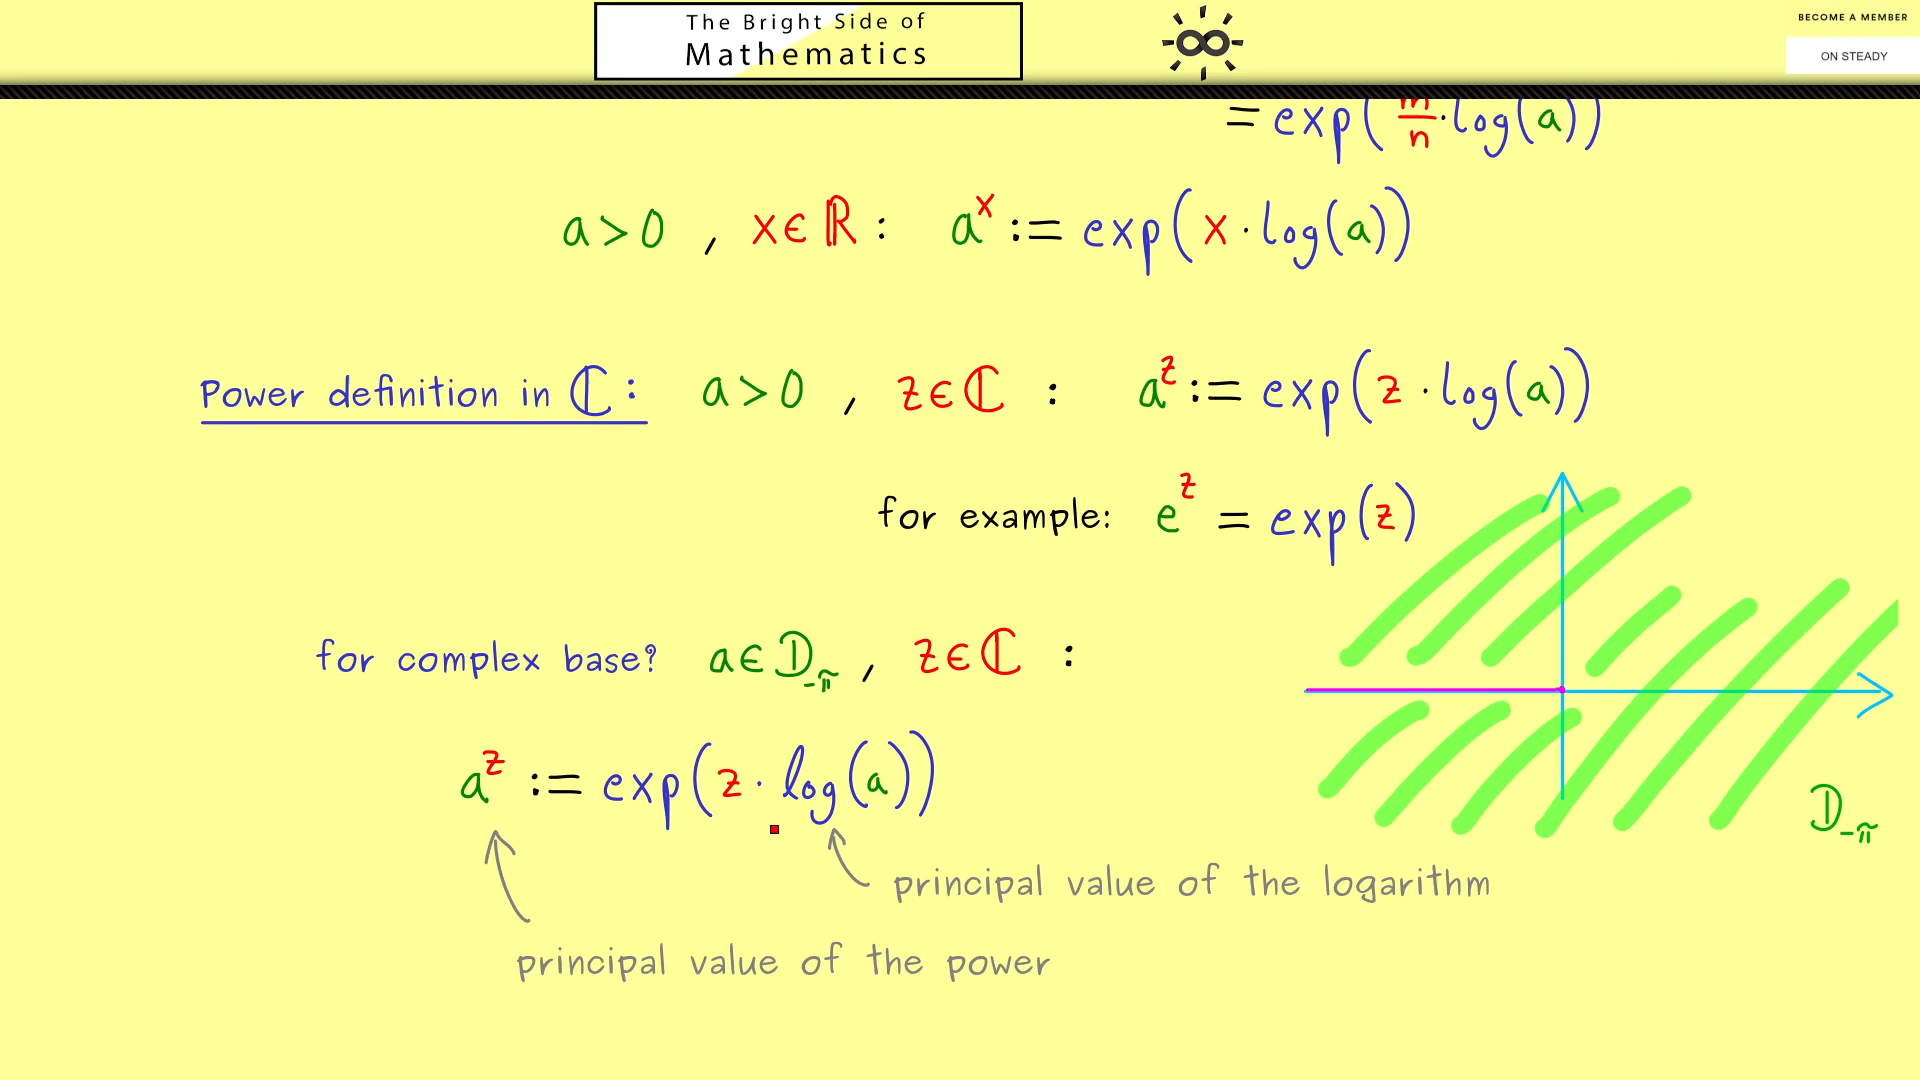 The Bright Side of
Mathematics
BECOME A MEMBER
ON STEADY
= exp(m/n · log(a))
a > 0 , x ∈ ℝ : a^x := exp(x · log(a))
Power definition in ℂ: a > 0 , z ∈ ℂ : a^z := exp(z · log(a))
for example: e^z = exp(z)
for complex base? a ∈ D_-π , z ∈ ℂ :
a^z := exp(z · log(a))
D_-π
principal value of the logarithm
principal value of the power